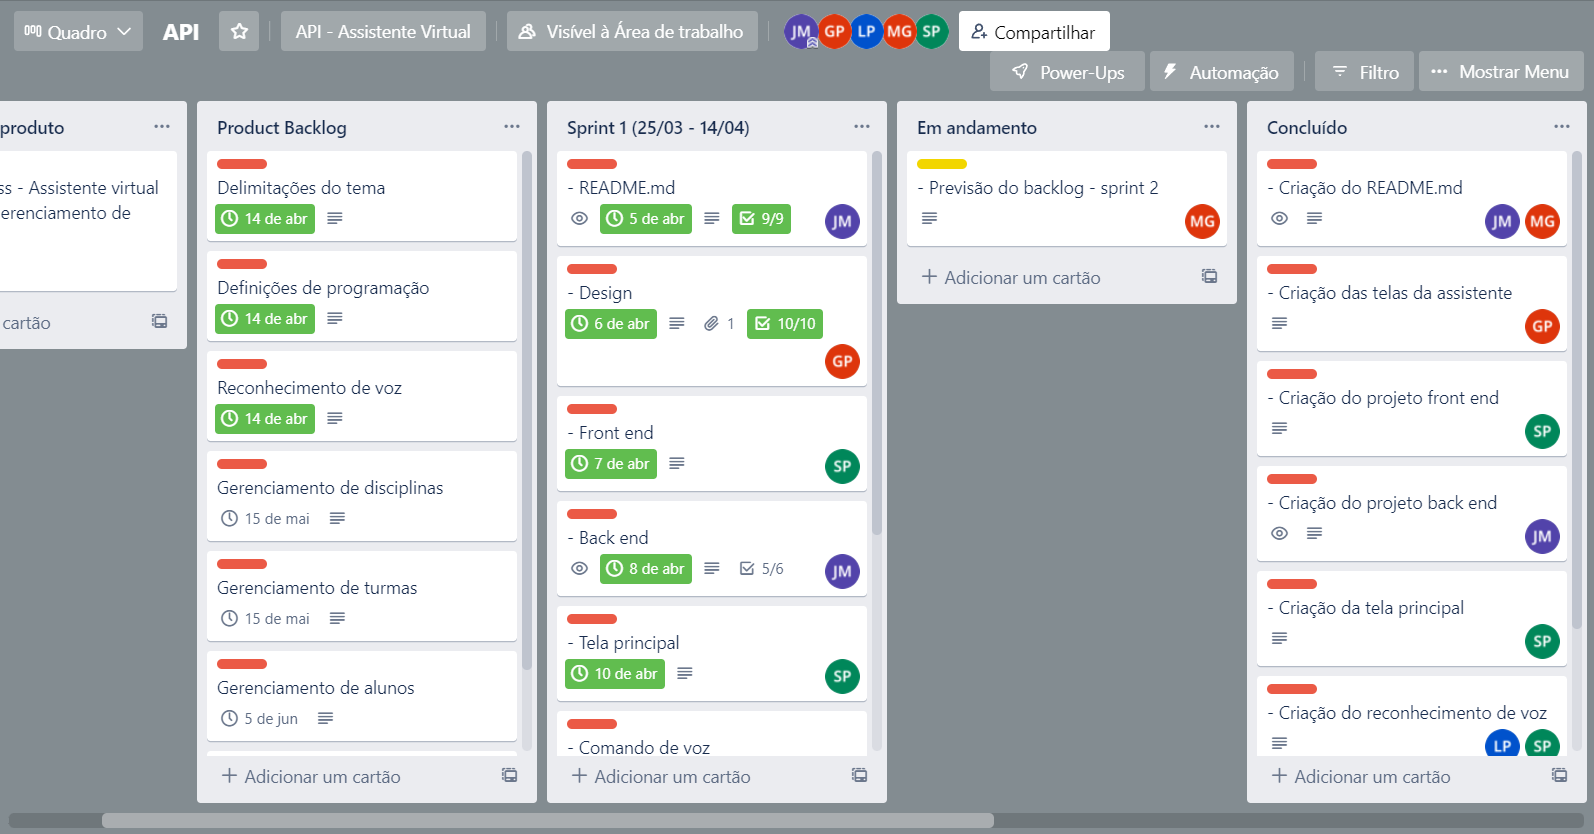 Quadro
API
API - Assistente Virtual
Visível à Área de trabalho
JM GP LP MG SP
Compartilhar
Power-Ups
Automação
Filtro
Mostrar Menu
produto
ss - Assistente virtual
erenciamento de
cartão
Product Backlog
Delimitações do tema
14 de abr
Definições de programação
14 de abr
Reconhecimento de voz
14 de abr
Gerenciamento de disciplinas
15 de mai
Gerenciamento de turmas
15 de mai
Gerenciamento de alunos
5 de jun
Adicionar um cartão
Sprint 1 (25/03 - 14/04)
- README.md
5 de abr 9/9 JM
- Design
6 de abr 1 10/10
GP
- Front end
7 de abr SP
- Back end
8 de abr 5/6 JM
- Tela principal
10 de abr SP
- Comando de voz
Adicionar um cartão
Em andamento
- Previsão do backlog - sprint 2
MG
Adicionar um cartão
Concluído
- Criação do README.md
JM MG
- Criação das telas da assistente
GP
- Criação do projeto front end
SP
- Criação do projeto back end
JM
- Criação da tela principal
SP
- Criação do reconhecimento de voz
LP SP
Adicionar um cartão